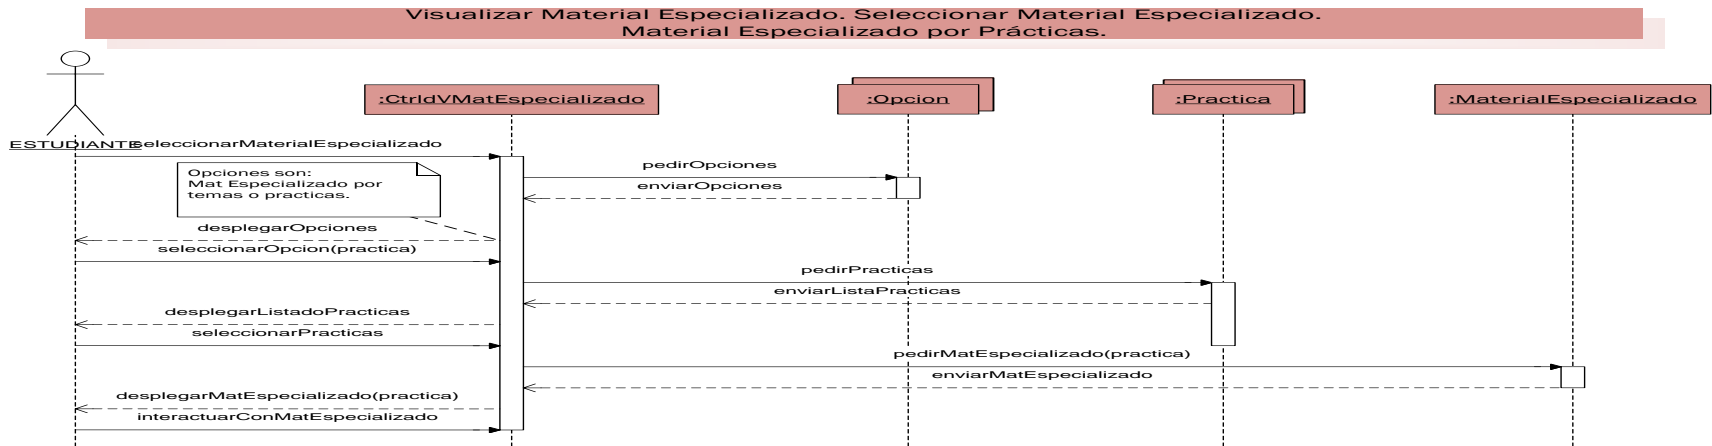 Visualizar Material Especializado. Seleccionar Material Especializado.
Material Especializado por Prácticas.
:CtrldVMatEspecializado
:Opcion
:Practica
:MaterialEspecializado
ESTUDIANTE
seleccionarMaterialEspecializado
pedirOpciones
Opciones son:
Mat Especializado por
temas o practicas.
enviarOpciones
desplegarOpciones
seleccionarOpcion(practica)
pedirPracticas
enviarListaPracticas
desplegarListadoPracticas
seleccionarPracticas
pedirMatEspecializado(practica)
enviarMatEspecializado
desplegarMatEspecializado(practica)
interactuarConMatEspecializado